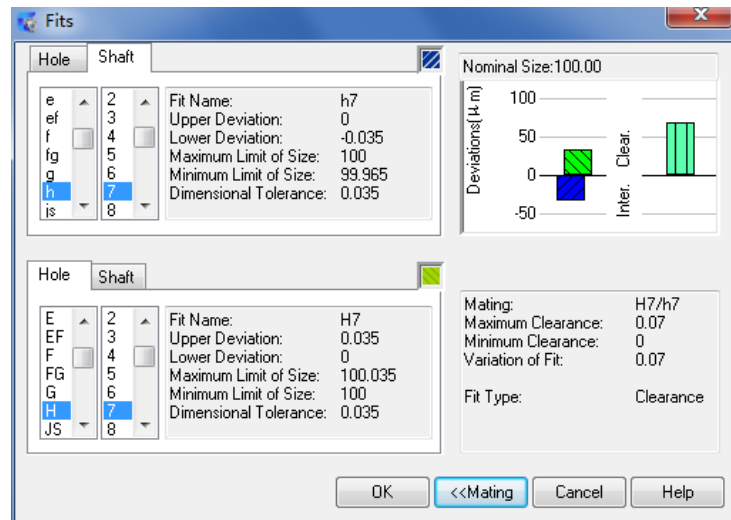 Fits
Hole Shaft
e 2
ef 3
f 4
fg 5
g 6
h 7
js 8
Fit Name: h7
Upper Deviation: 0
Lower Deviation: -0.035
Maximum Limit of Size: 100
Minimum Limit of Size: 99.965
Dimensional Tolerance: 0.035
Nominal Size:100.00
Deviations(μm)
100
50
0
-50
Inter. Clear.
Hole Shaft
E 2
EF 3
F 4
FG 5
G 6
H 7
JS 8
Fit Name: H7
Upper Deviation: 0.035
Lower Deviation: 0
Maximum Limit of Size: 100.035
Minimum Limit of Size: 100
Dimensional Tolerance: 0.035
Mating: H7/h7
Maximum Clearance: 0.07
Minimum Clearance: 0
Variation of Fit: 0.07
Fit Type: Clearance
OK <<Mating Cancel Help